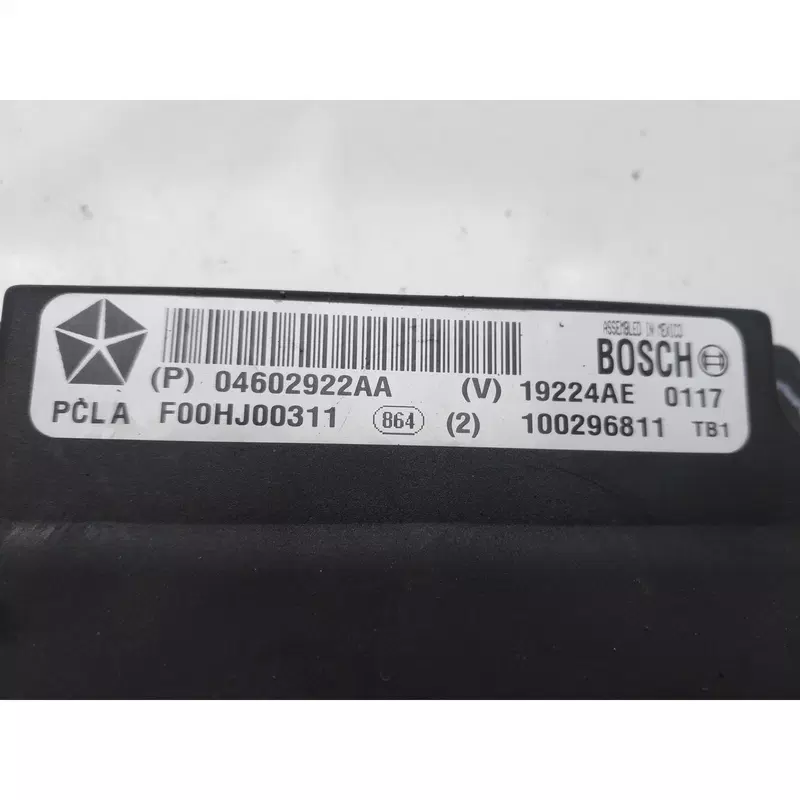 ASSEMBLED IN MEXICO
BOSCH
(P) 04602922AA (V) 19224AE 0117
PCLA F00HJ00311 864 (2) 100296811 TB1